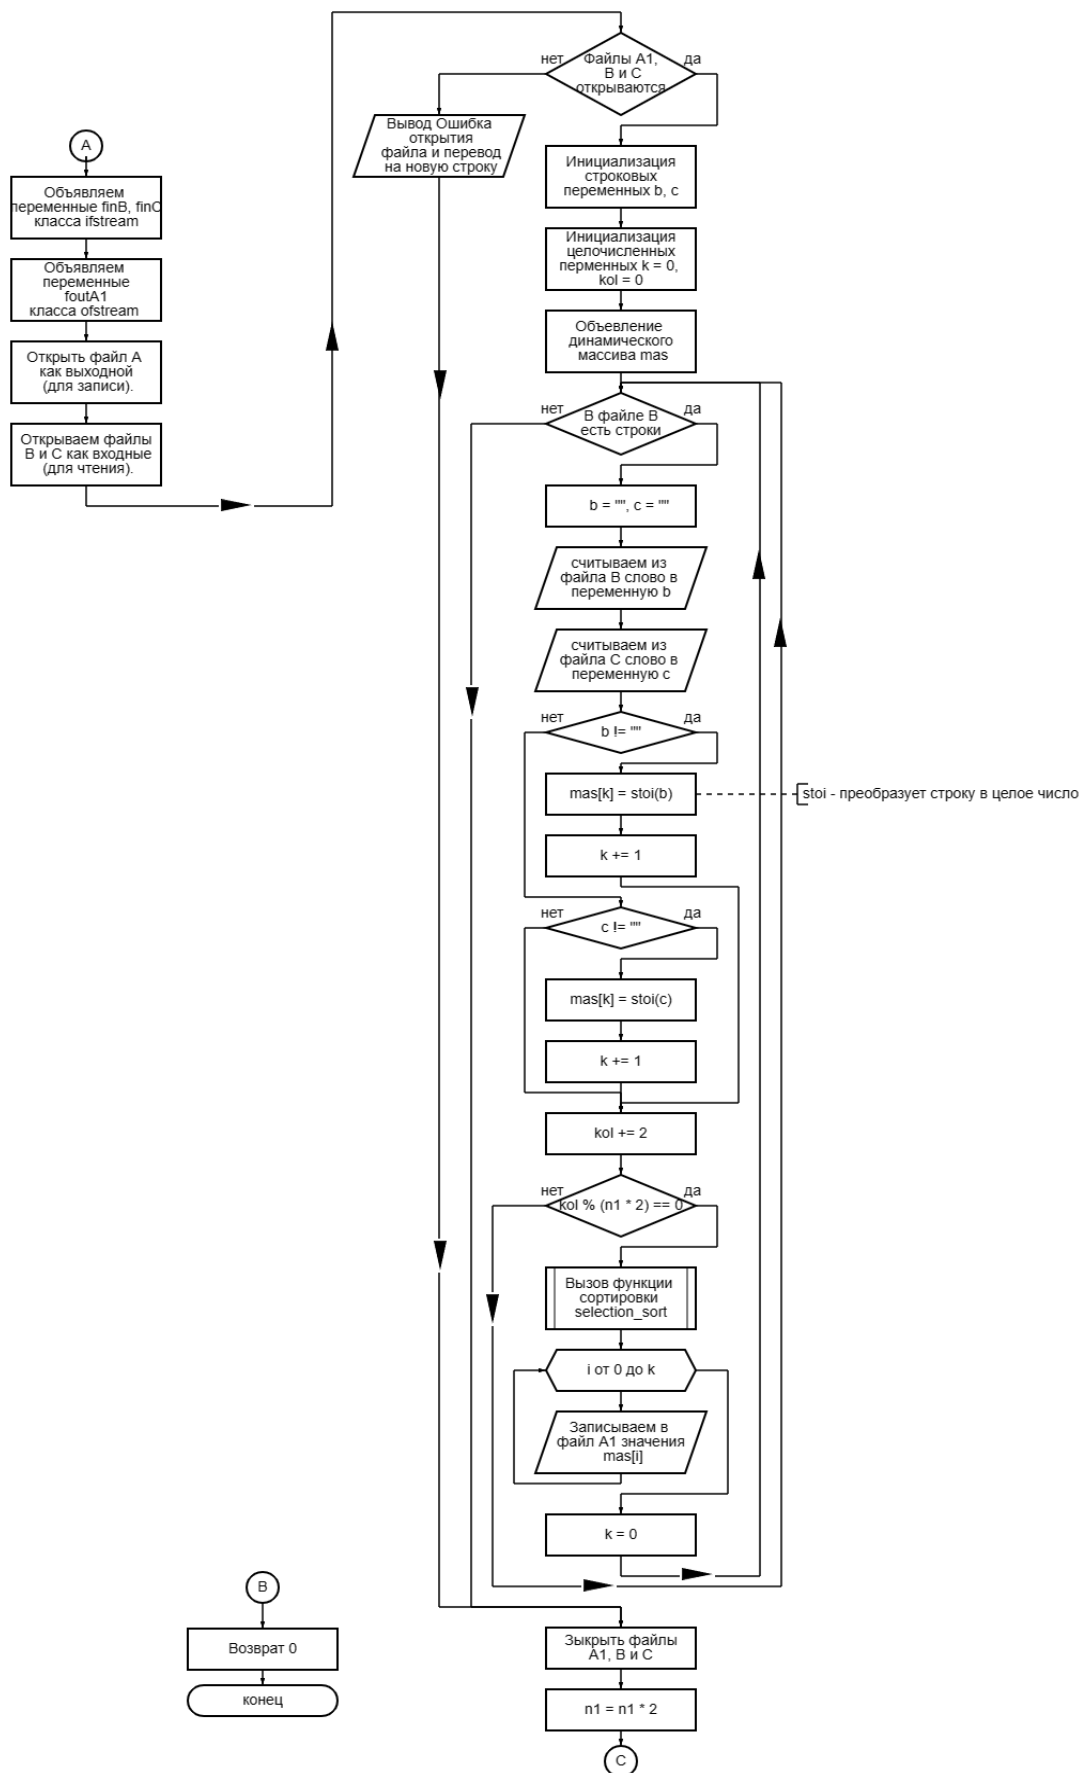 A
Объявляем
переменные finB, finC
класса ifstream
Объявляем
переменные
foutA1
класса ofstream
Открыть файл A
как выходной
(для записи).
Открываем файлы
B и C как входные
(для чтения).
нет
Файлы A1,
B и C
открываются
да
Вывод Ошибка
открытия
файла и перевод
на новую строку
Инициализация
строковых
переменных b, c
Инициализация
целочисленных
перменных k = 0,
kol = 0
Объевление
динамического
массива mas
нет
В файле B
есть строки
да
b = "", c = ""
считываем из
файла B слово в
переменную b
считываем из
файла C слово в
переменную c
нет
b != ""
да
mas[k] = stoi(b)
stoi - преобразует строку в целое число
k += 1
нет
c != ""
да
mas[k] = stoi(c)
k += 1
kol += 2
нет
kol % (n1 * 2) == 0
да
Вызов функции
сортировки
selection_sort
i от 0 до k
Записываем в
файл A1 значения
mas[i]
k = 0
B
Возврат 0
конец
Зыкрыть файлы
A1, B и C
n1 = n1 * 2
C